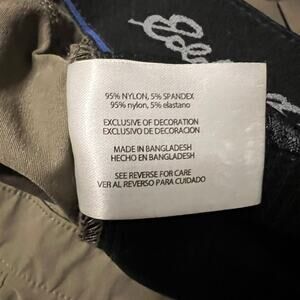 95% NYLON, 5% SPANDEX
95% nylon, 5% elastano
EXCLUSIVE OF DECORATION
EXCLUSIVO DE DECORACION
MADE IN BANGLADESH
HECHO EN BANGLADESH
SEE REVERSE FOR CARE
VER AL REVERSO PARA CUIDADO